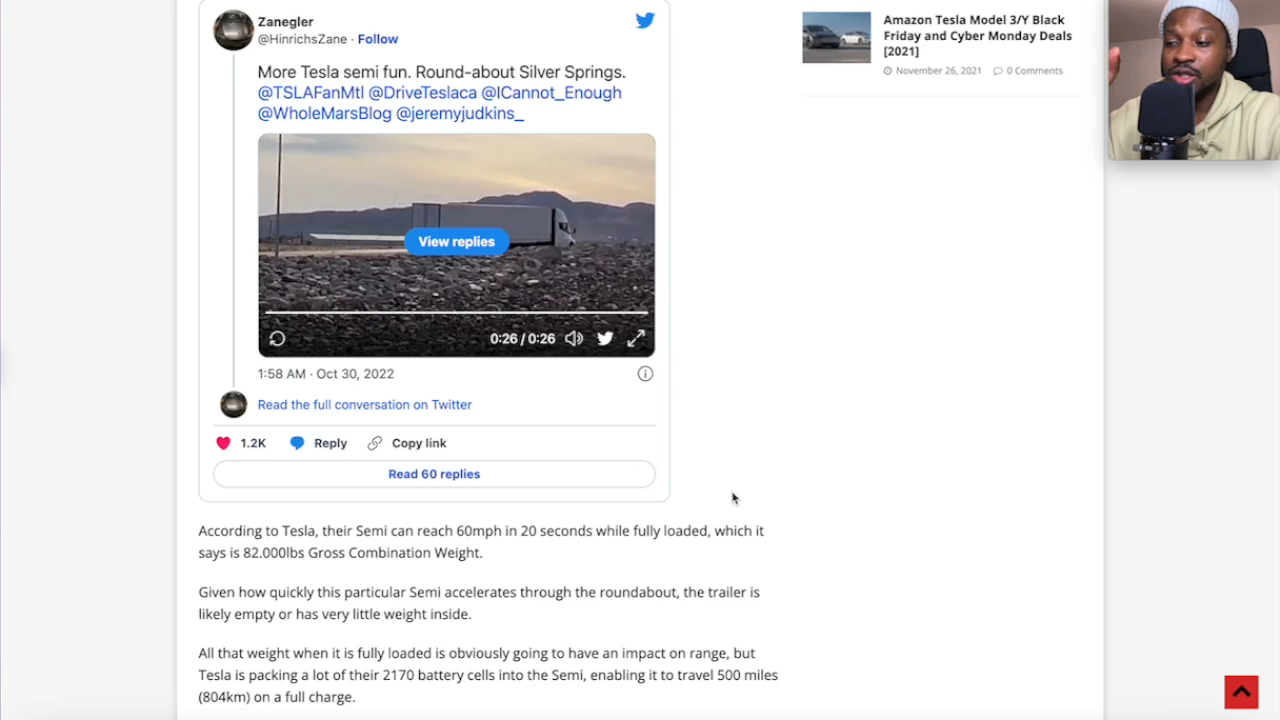 Zanegler
@HinrichsZane · Follow
More Tesla semi fun. Round-about Silver Springs.
@TSLAFanMtl @DriveTeslaca @ICannot_Enough
@WholeMarsBlog @jeremyjudkins_
View replies
0:26 / 0:26
1:58 AM · Oct 30, 2022
Read the full conversation on Twitter
1.2K Reply Copy link
Read 60 replies
According to Tesla, their Semi can reach 60mph in 20 seconds while fully loaded, which it
says is 82.000lbs Gross Combination Weight.
Given how quickly this particular Semi accelerates through the roundabout, the trailer is
likely empty or has very little weight inside.
All that weight when it is fully loaded is obviously going to have an impact on range, but
Tesla is packing a lot of their 2170 battery cells into the Semi, enabling it to travel 500 miles
(804km) on a full charge.
Amazon Tesla Model 3/Y Black
Friday and Cyber Monday Deals
[2021]
November 26, 2021 0 Comments